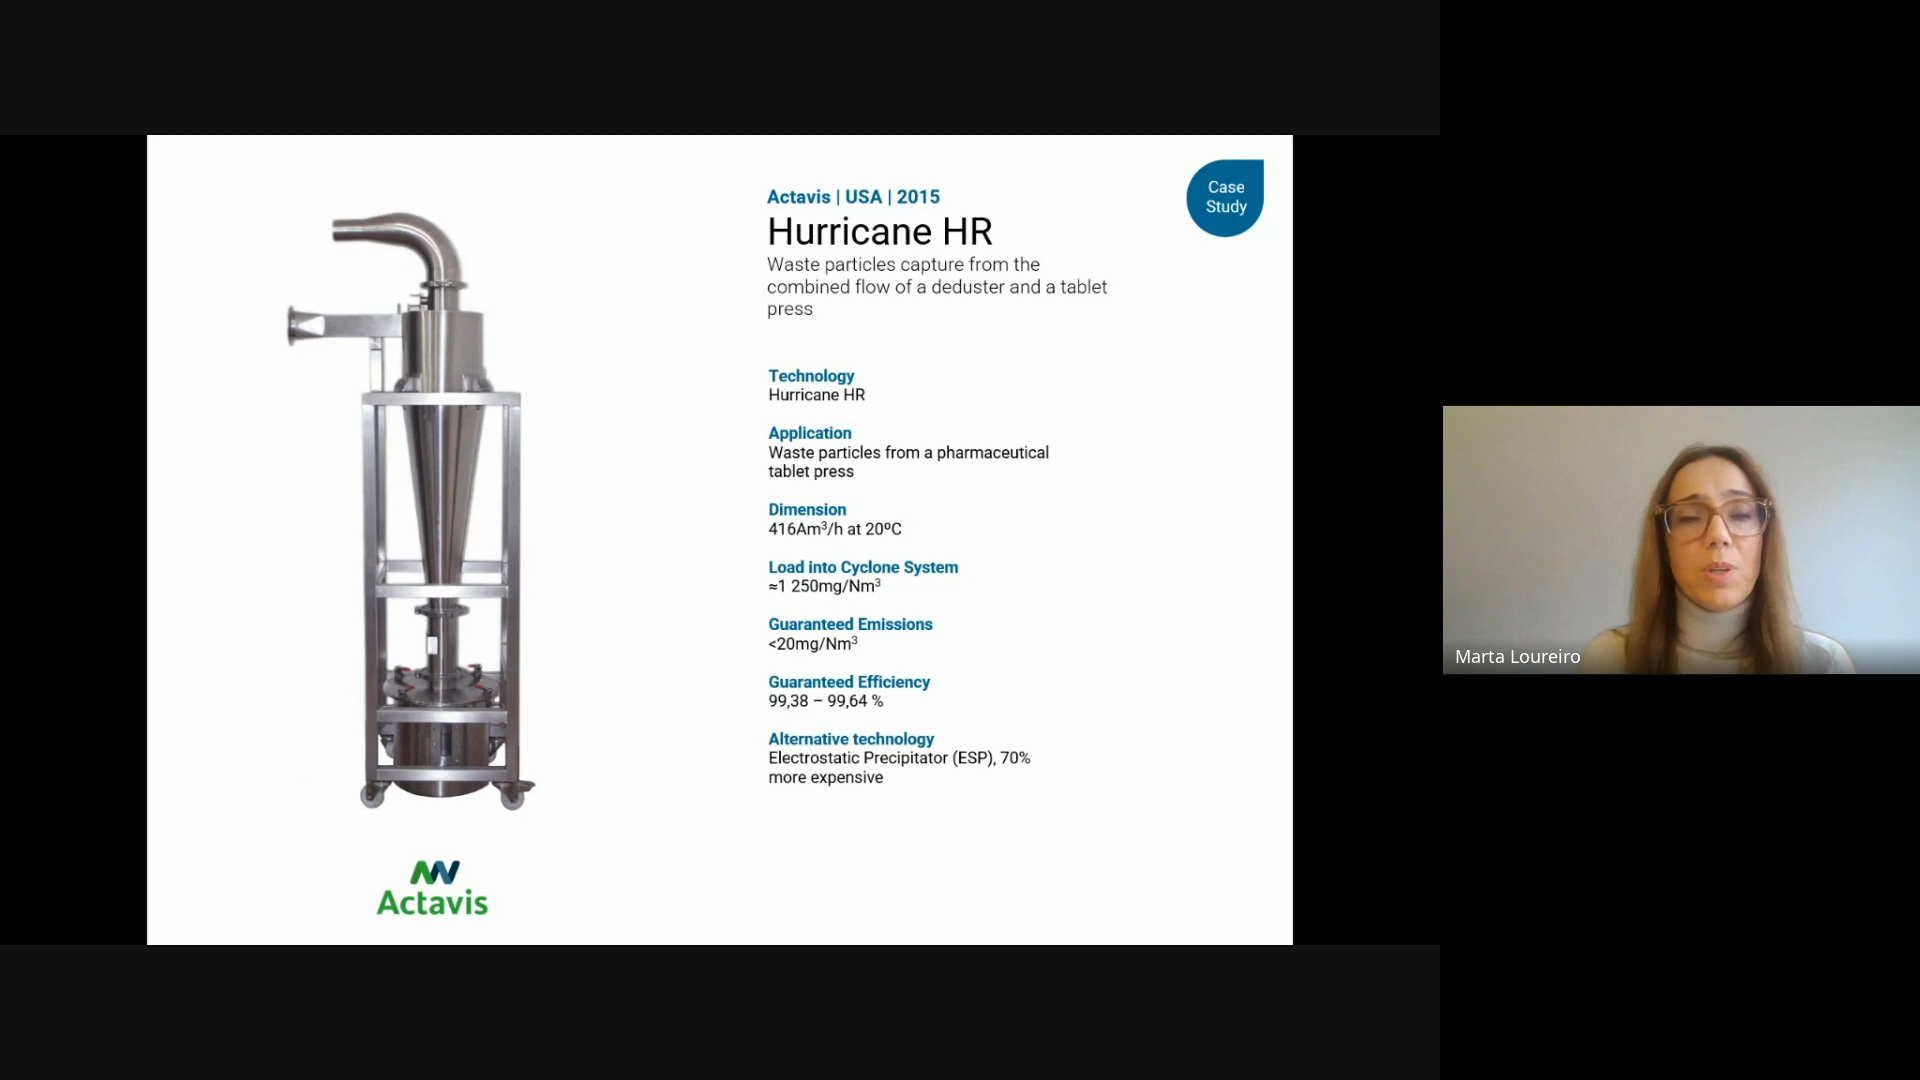 Case
Study
Actavis | USA | 2015
Hurricane HR
Waste particles capture from the
combined flow of a deduster and a tablet
press
Technology
Hurricane HR
Application
Waste particles from a pharmaceutical
tablet press
Dimension
416Am³/h at 20ºC
Load into Cyclone System
≈1 250mg/Nm³
Guaranteed Emissions
<20mg/Nm³
Guaranteed Efficiency
99,38 – 99,64 %
Alternative technology
Electrostatic Precipitator (ESP), 70%
more expensive
Actavis
Marta Loureiro